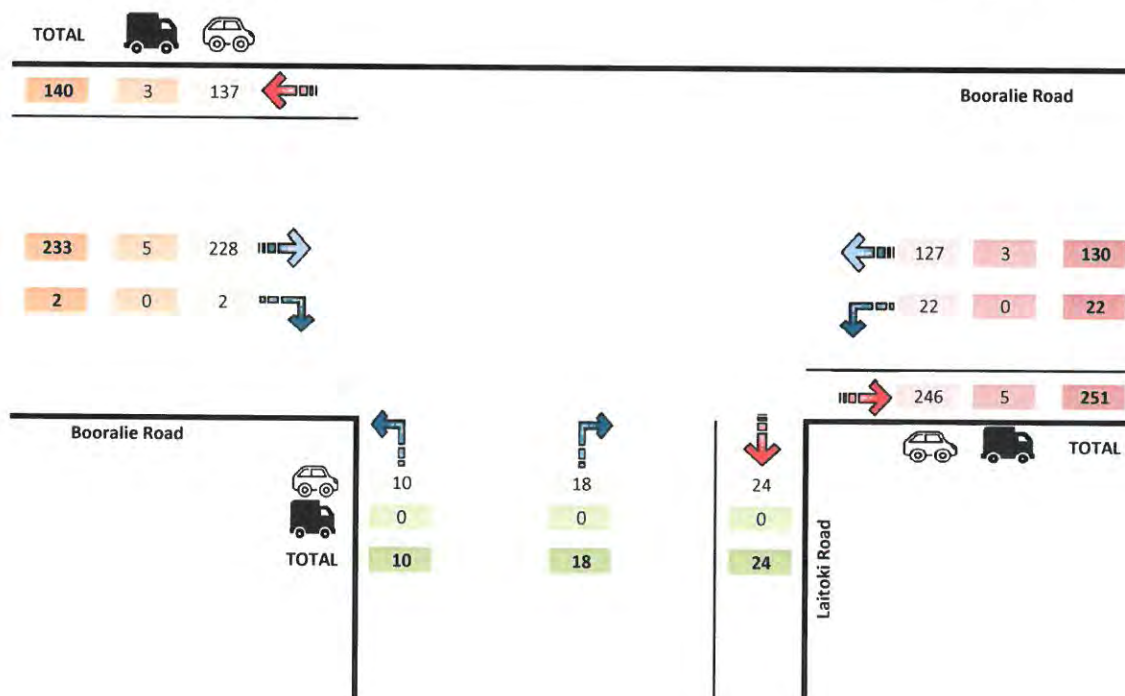 TOTAL
140 3 137
Booralie Road
233 5 228
127 3 130
2 0 2
22 0 22
246 5 251
Booralie Road
TOTAL
10 18 24
0 0 0
TOTAL 10 18 24
Laitoki Road